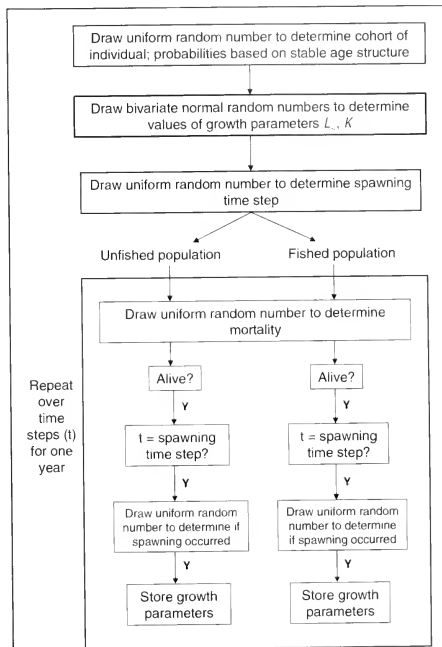 Draw uniform random number to determine cohort of
individual; probabilities based on stable age structure
Draw bivariate normal random numbers to determine
values of growth parameters L∞, K
Draw uniform random number to determine spawning
time step
Unfished population
Fished population
Draw uniform random number to determine
mortality
Repeat
over
time
steps (t)
for one
year
Alive?
Y
t = spawning
time step?
Y
Draw uniform random
number to determine if
spawning occurred
Y
Store growth
parameters
Alive?
Y
t = spawning
time step?
Y
Draw uniform random
number to determine
if spawning occurred
Y
Store growth
parameters